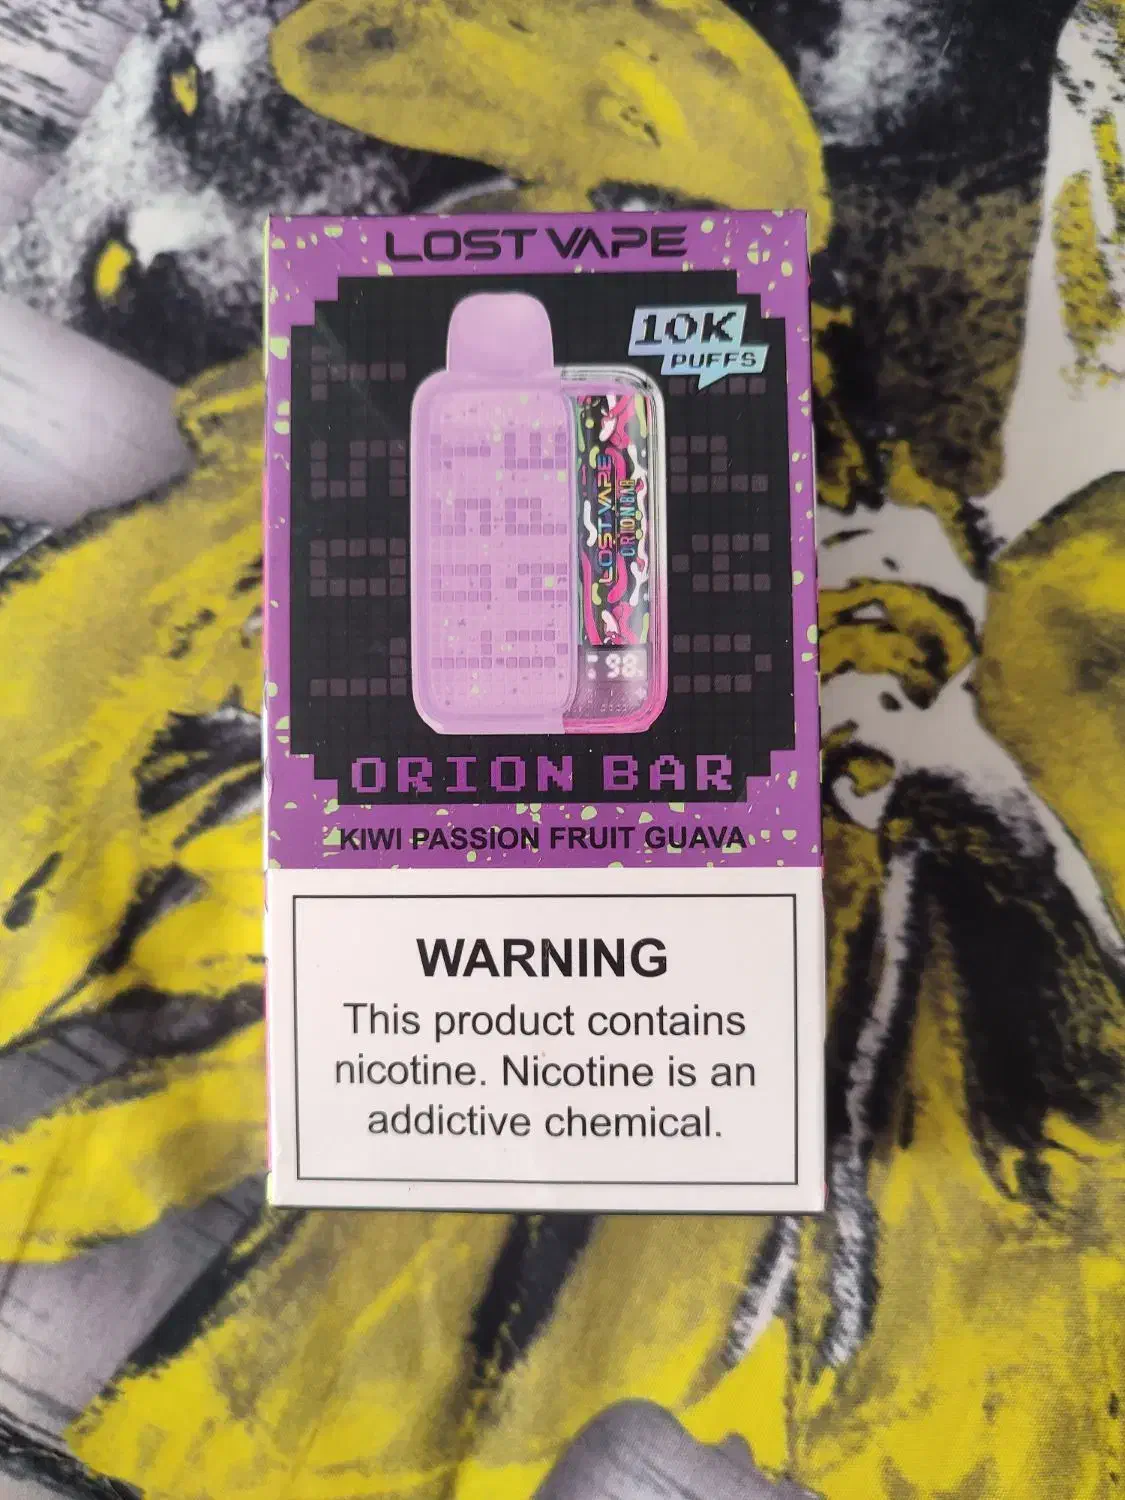 LOST VAPE
10K
PUFFS
LOST VAPE
ORION BAR
98
ORION BAR
KIWI PASSION FRUIT GUAVA
WARNING
This product contains
nicotine. Nicotine is an
addictive chemical.